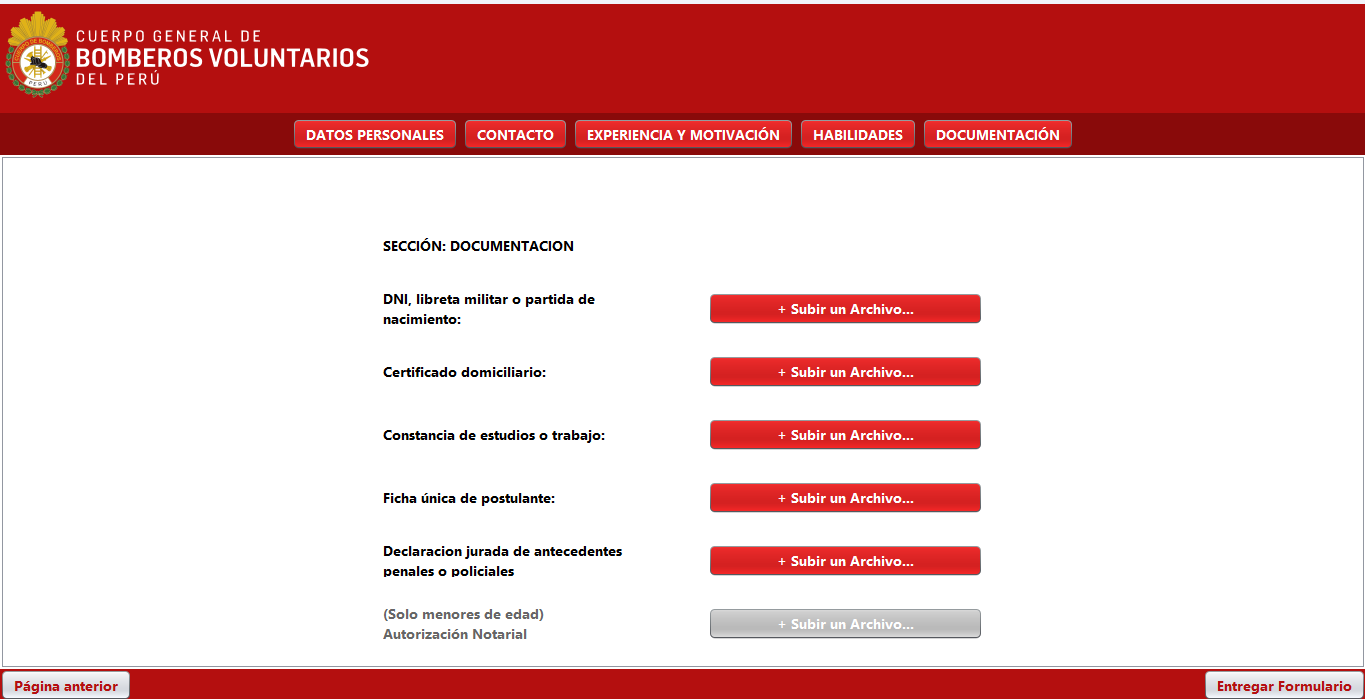 CUERPO GENERAL DE
BOMBEROS VOLUNTARIOS
DEL PERÚ
DATOS PERSONALES
CONTACTO
EXPERIENCIA Y MOTIVACIÓN
HABILIDADES
DOCUMENTACIÓN
SECCIÓN: DOCUMENTACION
DNI, libreta militar o partida de
nacimiento:
+ Subir un Archivo...
Certificado domiciliario:
+ Subir un Archivo...
Constancia de estudios o trabajo:
+ Subir un Archivo...
Ficha única de postulante:
+ Subir un Archivo...
Declaracion jurada de antecedentes
penales o policiales
+ Subir un Archivo...
(Solo menores de edad)
Autorización Notarial
+ Subir un Archivo...
Página anterior
Entregar Formulario